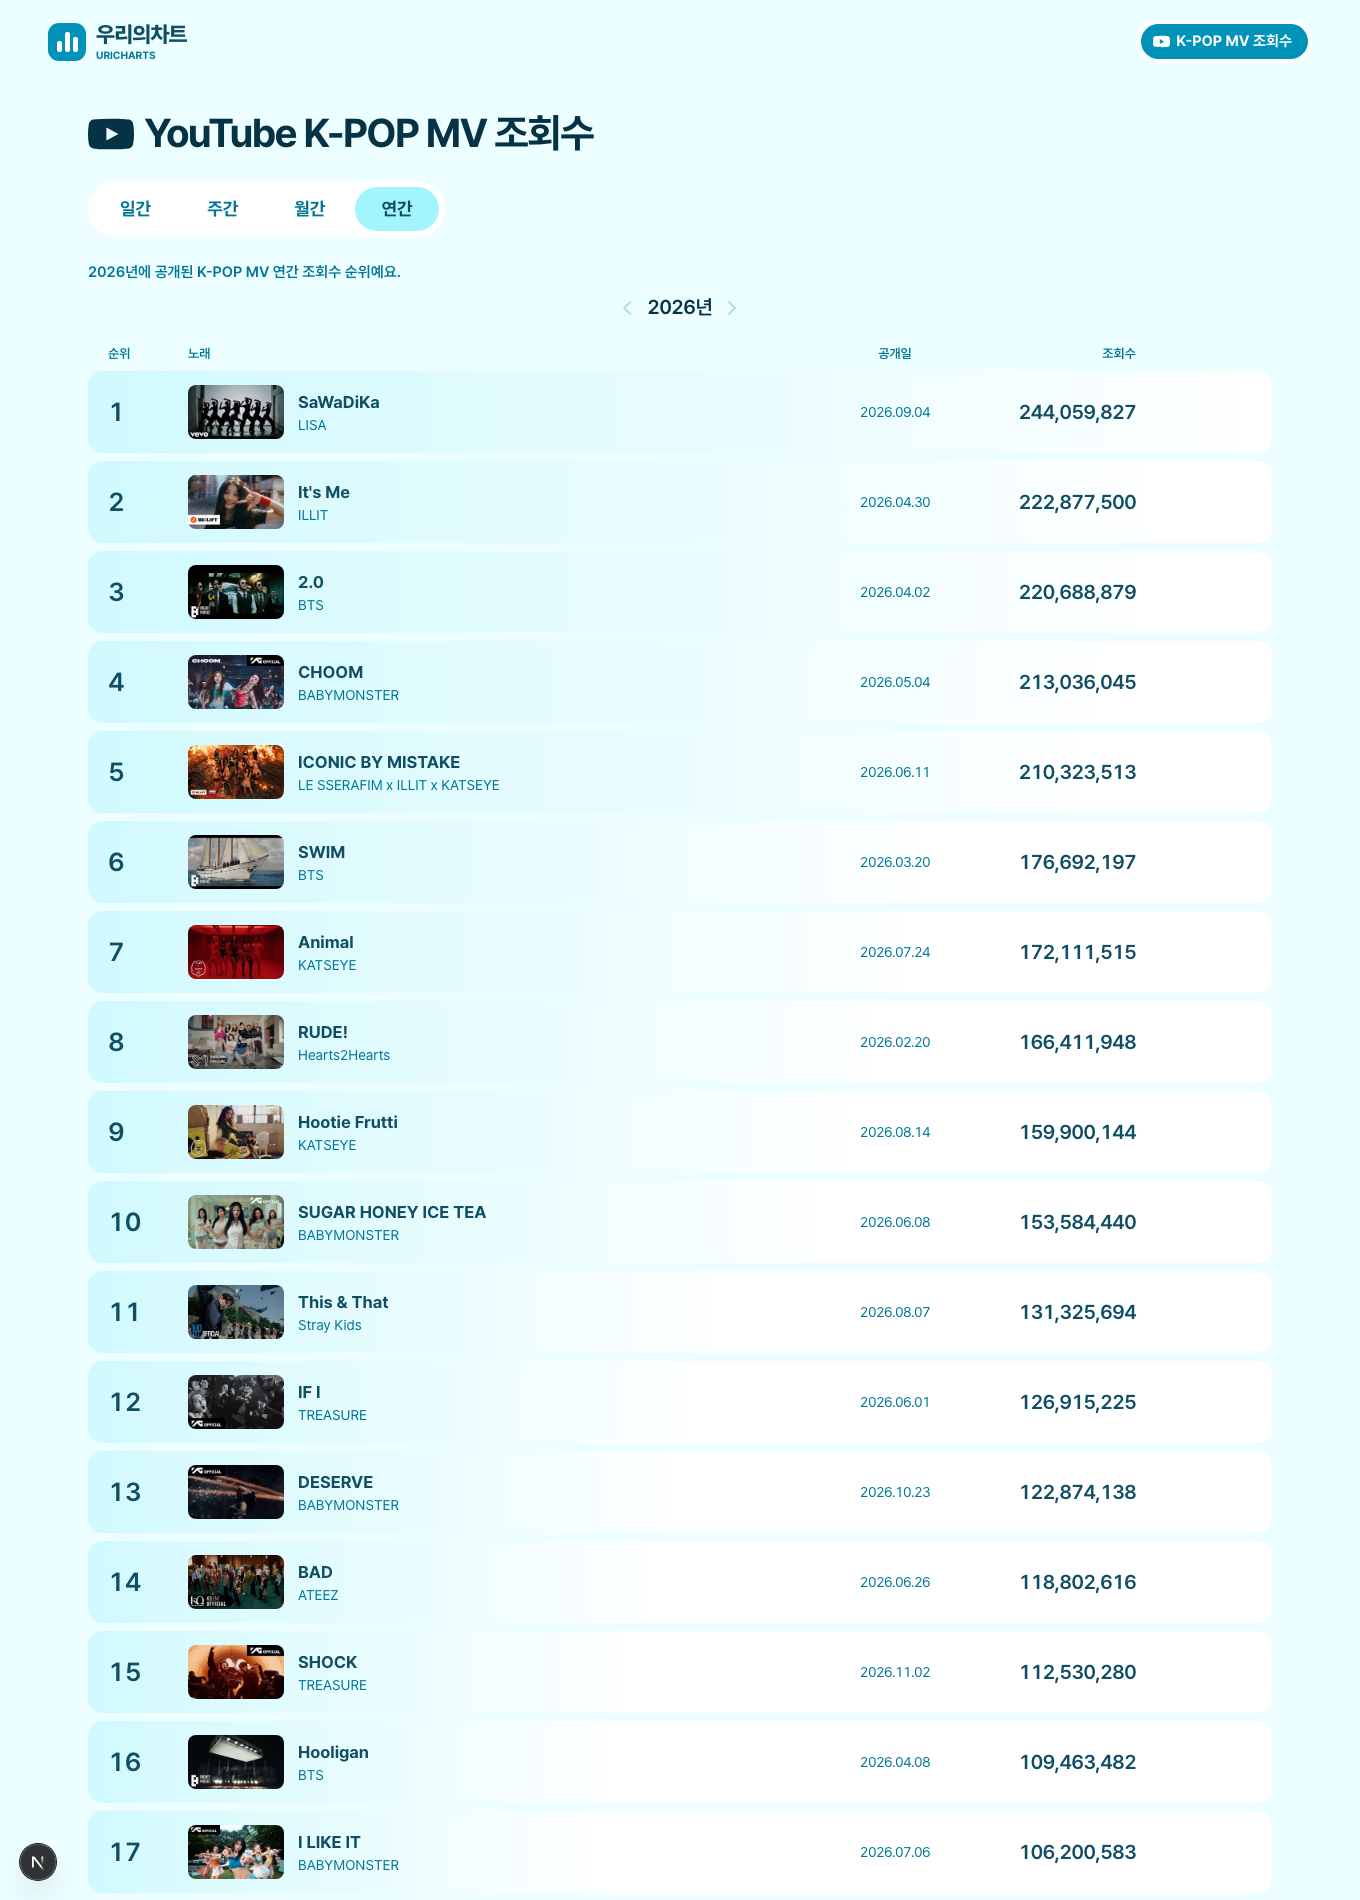 우리의차트
URICHARTS
K-POP MV 조회수
YouTube K-POP MV 조회수
일간 주간 월간 연간
2026년에 공개된 K-POP MV 연간 조회수 순위예요.
2026년
순위 노래 공개일 조회수
1 SaWaDiKa 2026.09.04 244,059,827
LISA
vevo
2 It's Me 2026.04.30 222,877,500
ILLIT
3 2.0 2026.04.02 220,688,879
BTS
4 CHOOM 2026.05.04 213,036,045
BABYMONSTER
CHOOM
YG OFFICIAL
5 ICONIC BY MISTAKE 2026.06.11 210,323,513
LE SSERAFIM x ILLIT x KATSEYE
6 SWIM 2026.03.20 176,692,197
BTS
7 Animal 2026.07.24 172,111,515
KATSEYE
8 RUDE! 2026.02.20 166,411,948
Hearts2Hearts
9 Hootie Frutti 2026.08.14 159,900,144
KATSEYE
10 SUGAR HONEY ICE TEA 2026.06.08 153,584,440
BABYMONSTER
11 This & That 2026.08.07 131,325,694
Stray Kids
12 IF I 2026.06.01 126,915,225
TREASURE
13 DESERVE 2026.10.23 122,874,138
BABYMONSTER
14 BAD 2026.06.26 118,802,616
ATEEZ
15 SHOCK 2026.11.02 112,530,280
TREASURE
16 Hooligan 2026.04.08 109,463,482
BTS
17 I LIKE IT 2026.07.06 106,200,583
BABYMONSTER
N